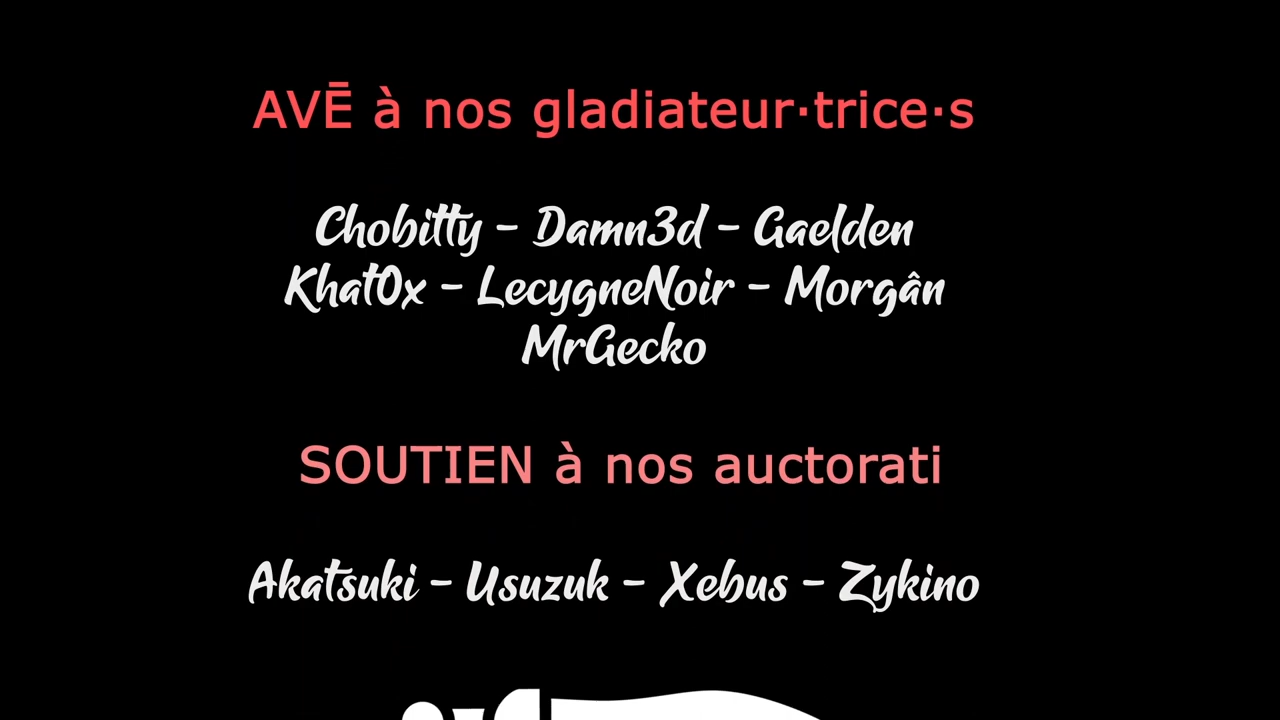 AVĒ à nos gladiateur·trice·s
Chobitty - Damn3d - Gaelden
Khat0x - LecygneNoir - Morgân
MrGecko
SOUTIEN à nos auctorati
Akatsuki - Usuzuk - Xebus - Zykino